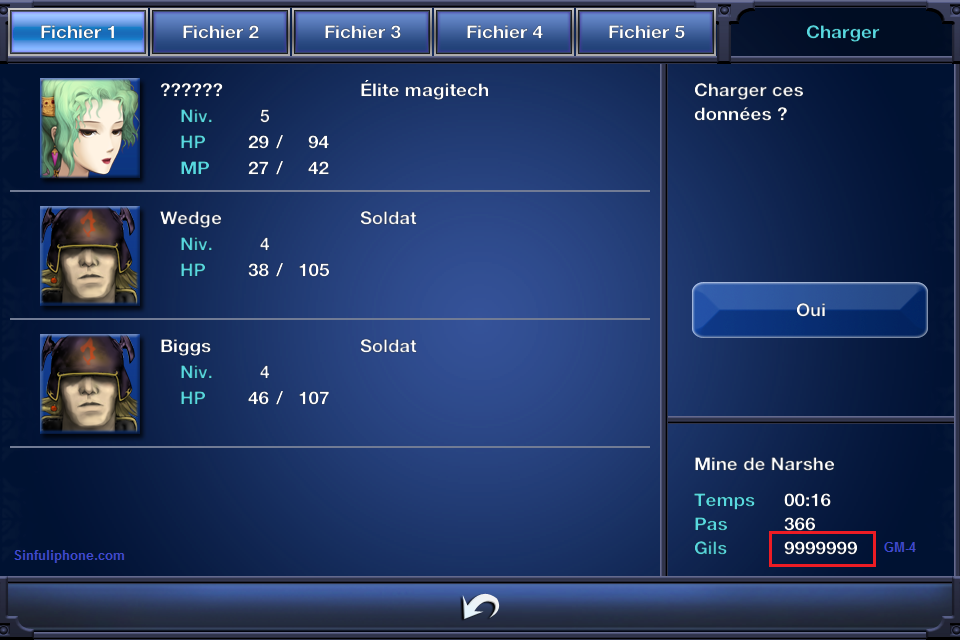 Fichier 1 Fichier 2 Fichier 3 Fichier 4 Fichier 5 Charger
?????? Élite magitech
Niv. 5
HP 29 / 94
MP 27 / 42
Wedge Soldat
Niv. 4
HP 38 / 105
Biggs Soldat
Niv. 4
HP 46 / 107
Charger ces
données ?
Oui
Mine de Narshe
Temps 00:16
Pas 366
Gils 9999999 GM-4
Sinfuliphone.com